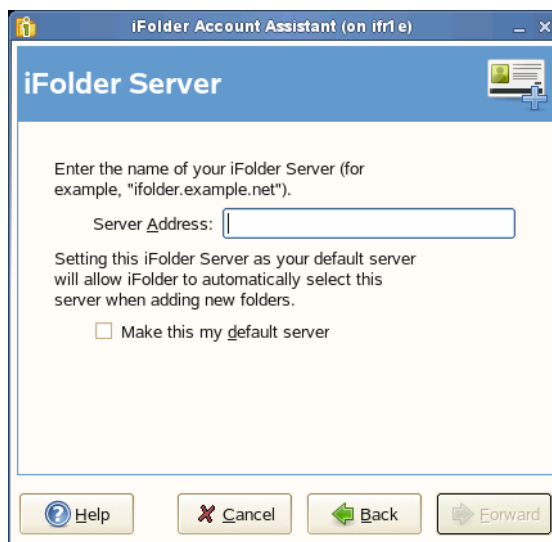 iFolder Account Assistant (on ifr1e)
iFolder Server
Enter the name of your iFolder Server (for
example, "ifolder.example.net").
Server Address:
Setting this iFolder Server as your default server
will allow iFolder to automatically select this
server when adding new folders.
Make this my default server
Help
Cancel
Back
Forward